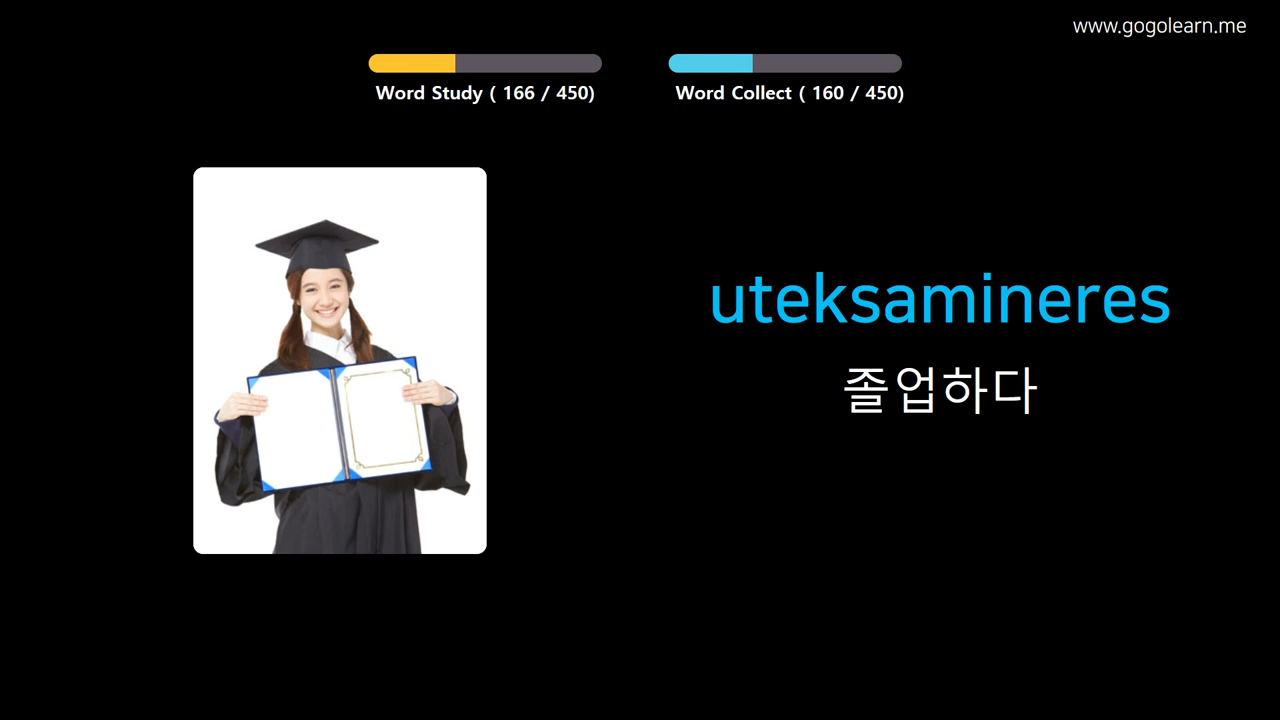 www.gogolearn.me
Word Study ( 166 / 450)
Word Collect ( 160 / 450)
uteksamineres
졸업하다